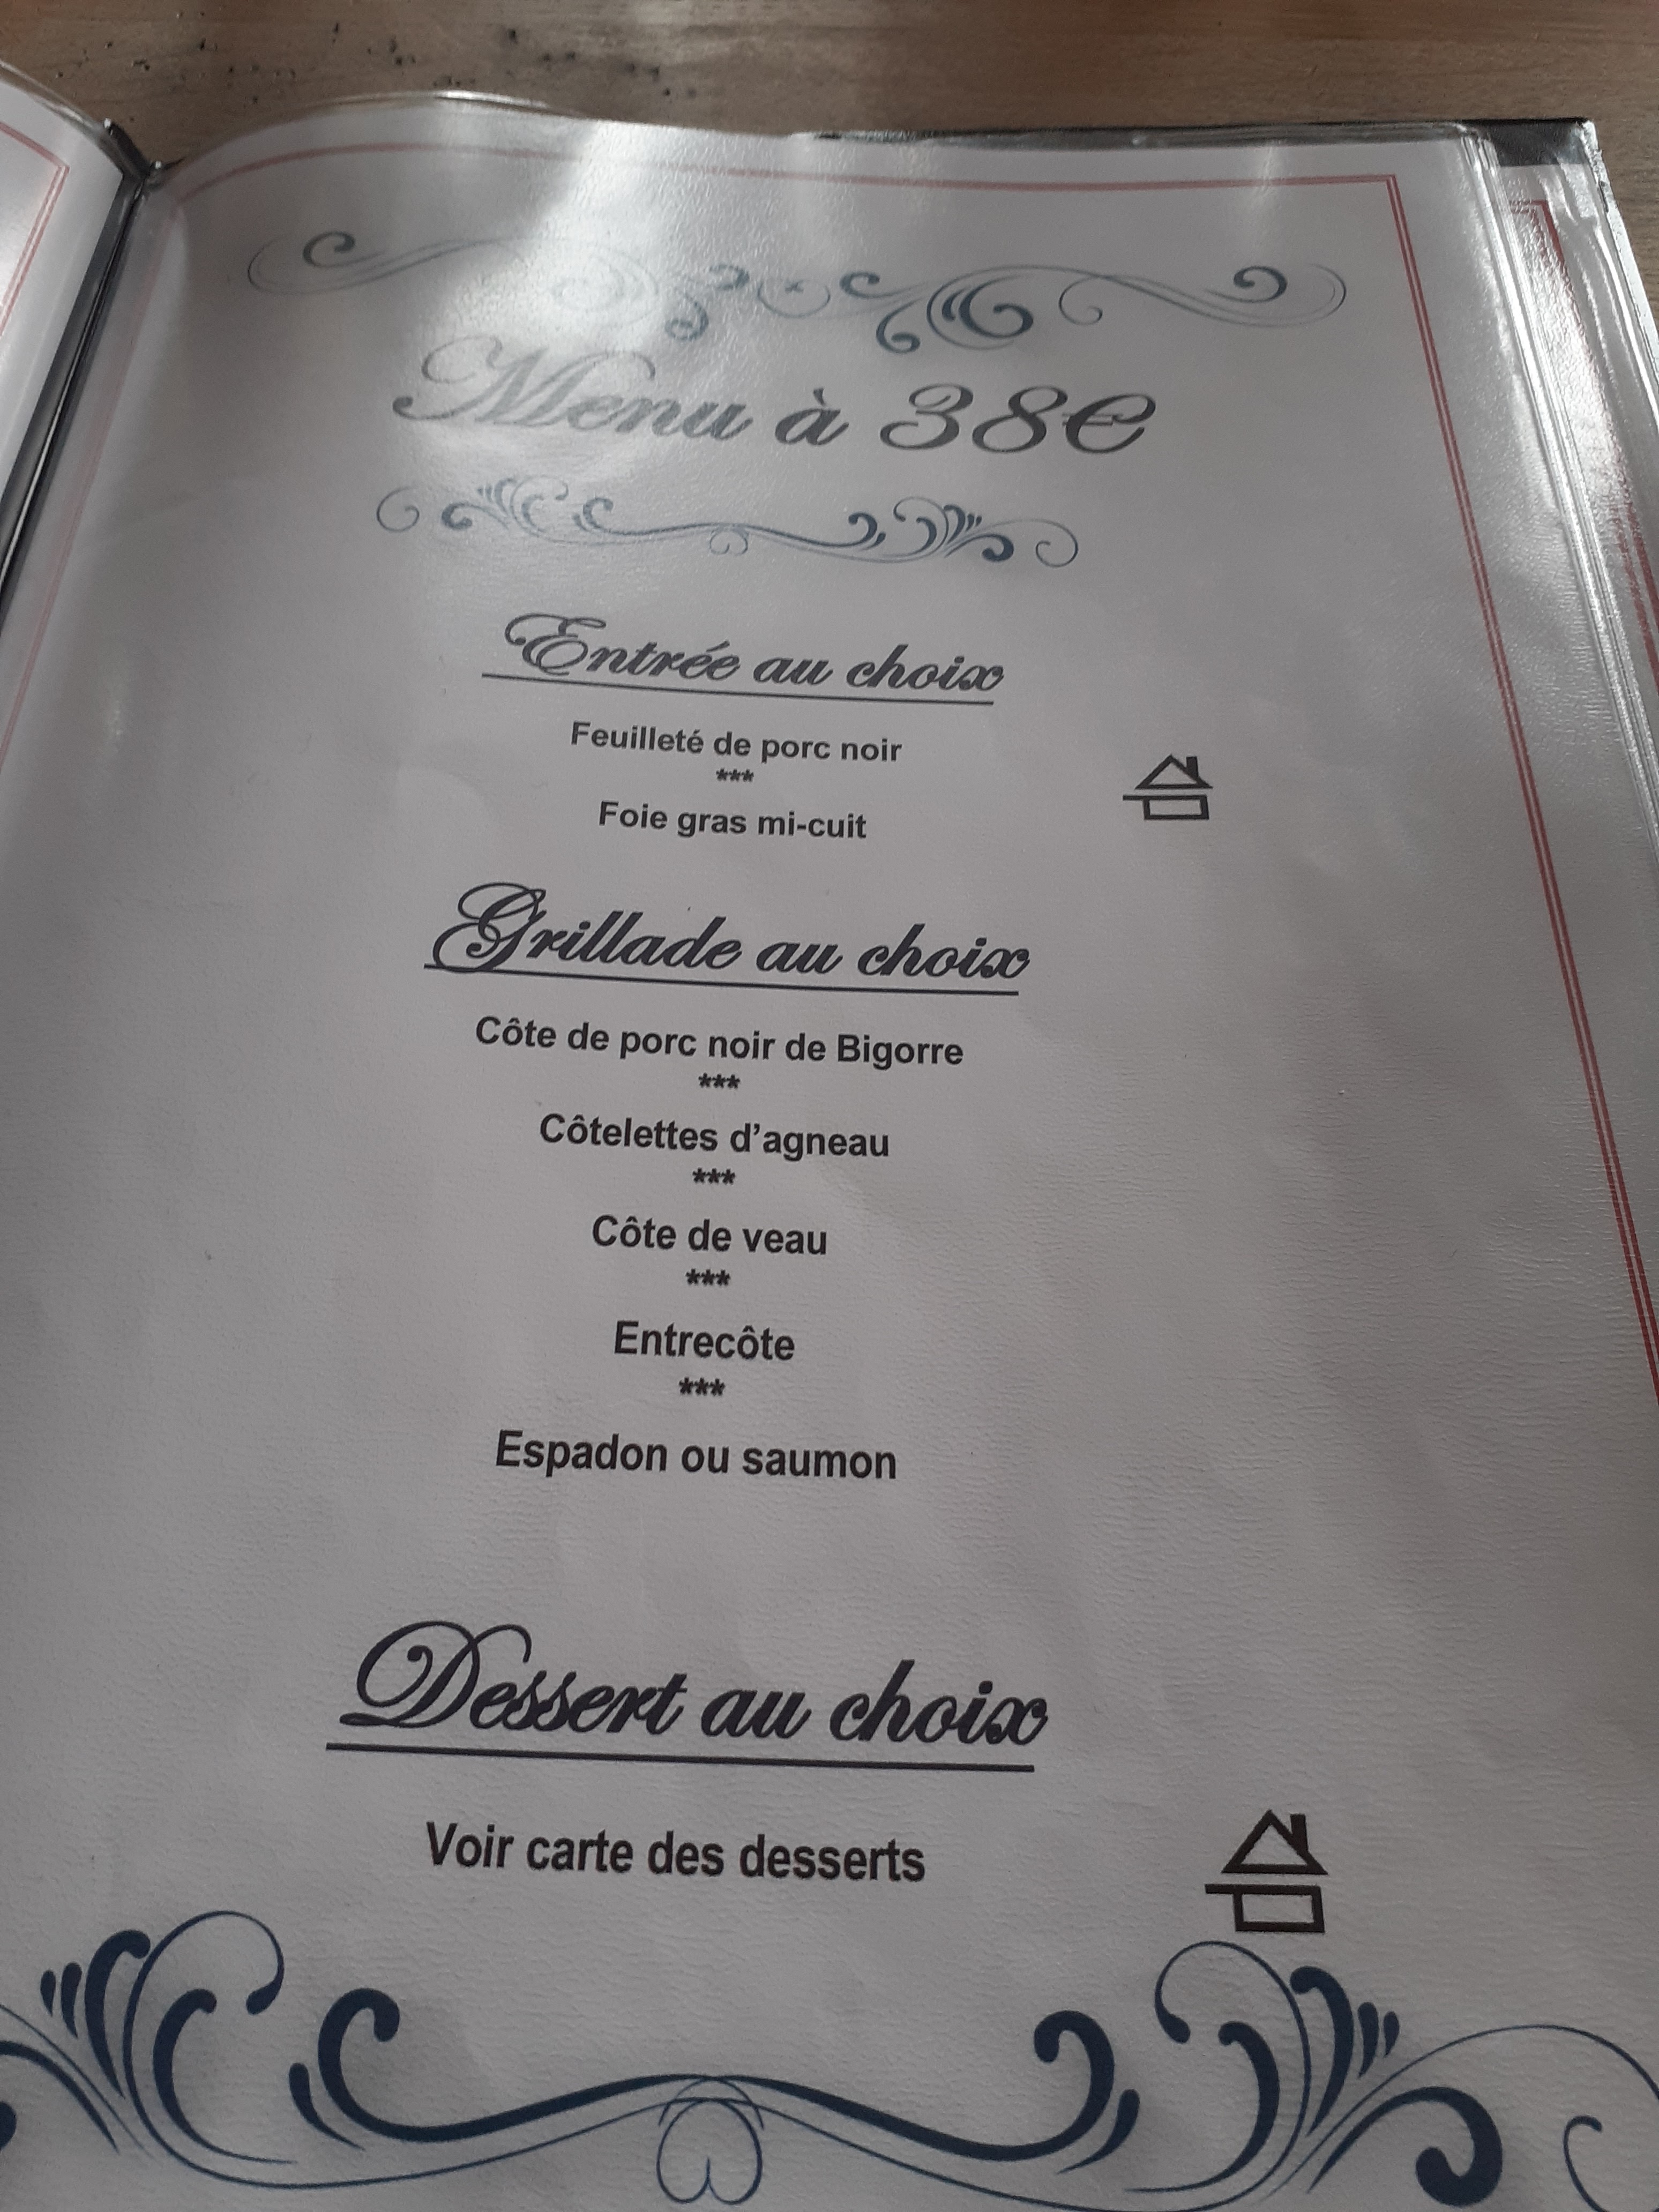 Menu à 38€
Entrée au choix
Feuilleté de porc noir
***
Foie gras mi-cuit
Grillade au choix
Côte de porc noir de Bigorre
***
Côtelettes d’agneau
***
Côte de veau
***
Entrecôte
***
Espadon ou saumon
Dessert au choix
Voir carte des desserts